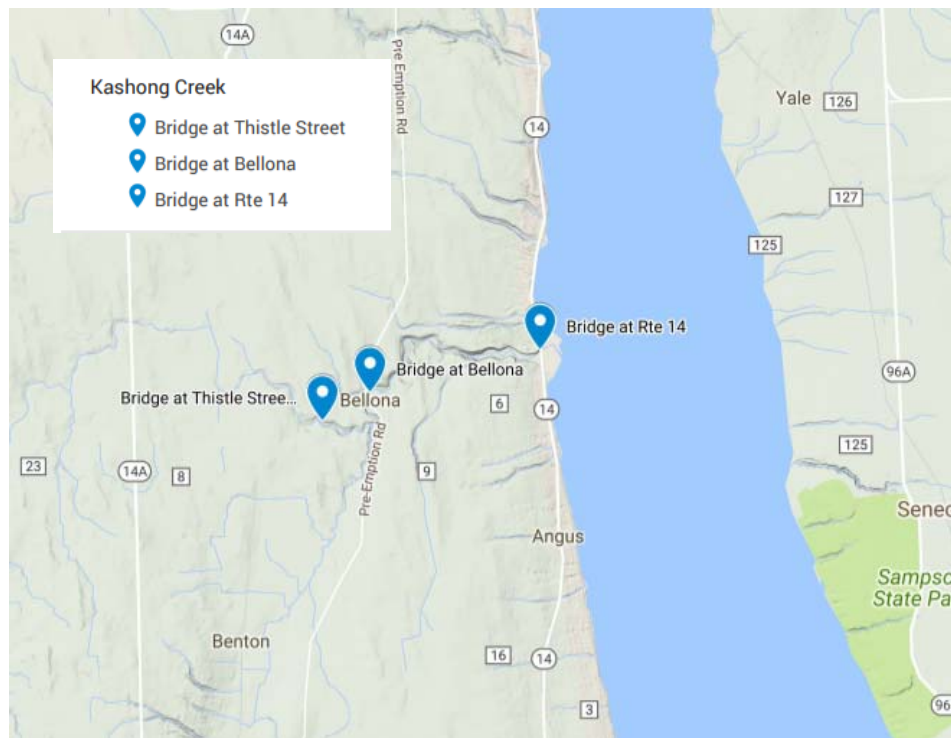 14A
Pre Emption Rd
Kashong Creek
Bridge at Thistle Street
Bridge at Bellona
Bridge at Rte 14
Yale
126
14
127
125
Bridge at Rte 14
Bridge at Bellona
96A
Bridge at Thistle Stree...
Bellona
6
14
Pre-Emption Rd
125
23
14A
8
9
Senec
Angus
Sampso
State Pa
Benton
16
14
3
96